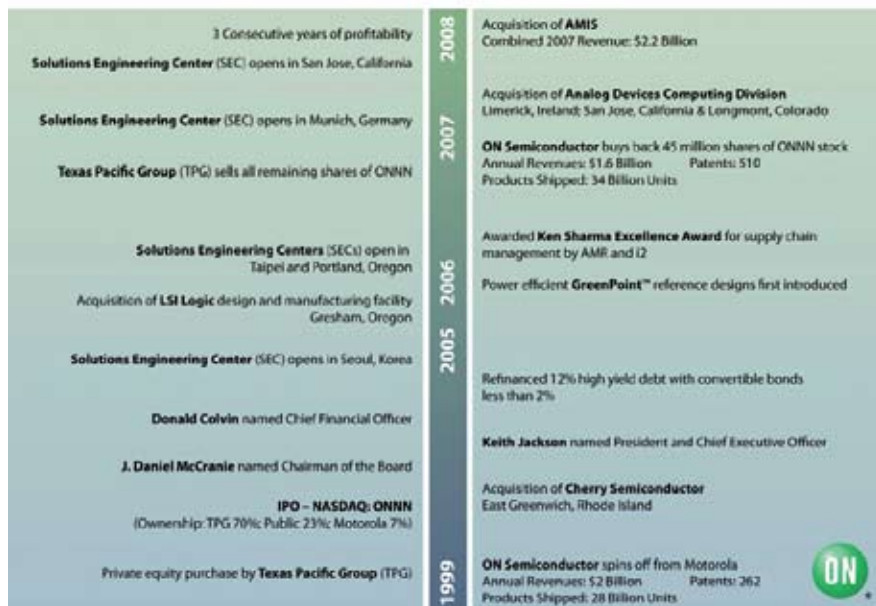 3 Consecutive years of profitability
Solutions Engineering Center (SEC) opens in San Jose, California
Solutions Engineering Center (SEC) opens in Munich, Germany
Texas Pacific Group (TPG) sells all remaining shares of ONNN
Solutions Engineering Centers (SECs) open in
Taipei and Portland, Oregon
Acquisition of LSI Logic design and manufacturing facility
Gresham, Oregon
Solutions Engineering Center (SEC) opens in Seoul, Korea
Donald Colvin named Chief Financial Officer
J. Daniel McCranie named Chairman of the Board
IPO – NASDAQ: ONNN
(Ownership: TPG 70%; Public 23%; Motorola 7%)
Private equity purchase by Texas Pacific Group (TPG)
2008
2007
2006
2005
1999
Acquisition of AMIS
Combined 2007 Revenue: $2.2 Billion
Acquisition of Analog Devices Computing Division
Limerick, Ireland; San Jose, California & Longmont, Colorado
ON Semiconductor buys back 45 million shares of ONNN stock
Annual Revenues: $1.6 Billion Patents: 510
Products Shipped: 34 Billion Units
Awarded Ken Sharma Excellence Award for supply chain
management by AMR and i2
Power efficient GreenPoint™ reference designs first introduced
Refinanced 12% high yield debt with convertible bonds
less than 2%
Keith Jackson named President and Chief Executive Officer
Acquisition of Cherry Semiconductor
East Greenwich, Rhode Island
ON Semiconductor spins off from Motorola
Annual Revenues: $2 Billion Patents: 262
Products Shipped: 28 Billion Units
ON